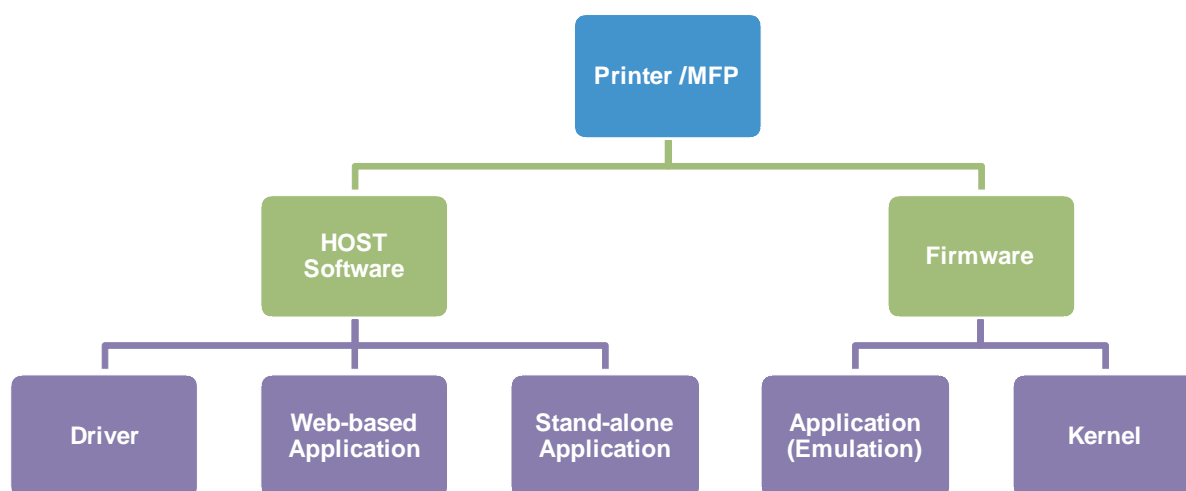 Printer /MFP
HOST
Software
Firmware
Driver
Web-based
Application
Stand-alone
Application
Application
(Emulation)
Kernel